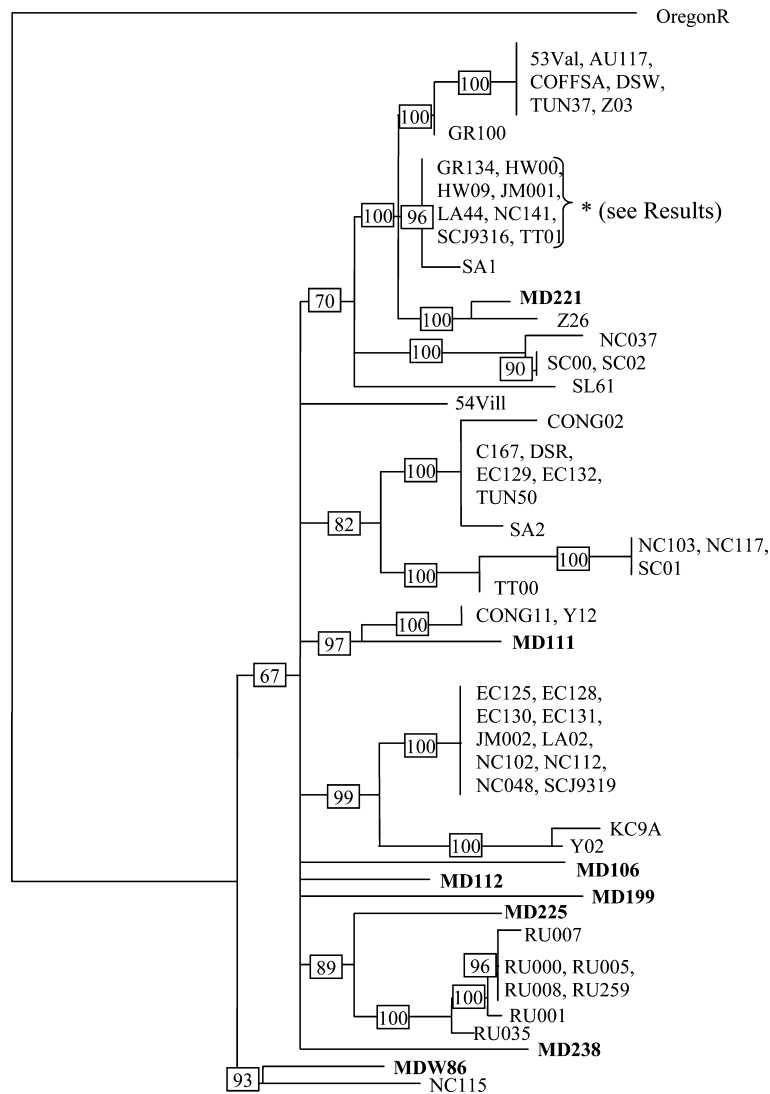 OregonR
53Val, AU117,
COFFSA, DSW,
TUN37, Z03
100
100
GR100
GR134, HW00,
HW09, JM001,
LA44, NC141,
SCJ9316, TT01
* (see Results)
100
96
SA1
MD221
70
100
Z26
NC037
100
90
SC00, SC02
SL61
54Vill
CONG02
C167, DSR,
EC129, EC132,
TUN50
100
82
SA2
NC103, NC117,
SC01
100
100
TT00
CONG11, Y12
100
97
MD111
67
EC125, EC128,
EC130, EC131,
JM002, LA02,
NC102, NC112,
NC048, SCJ9319
100
99
KC9A
100
Y02
MD106
MD112
MD199
MD225
RU007
89
96
RU000, RU005,
RU008, RU259
100
100
RU001
RU035
MD238
MDW86
93
NC115